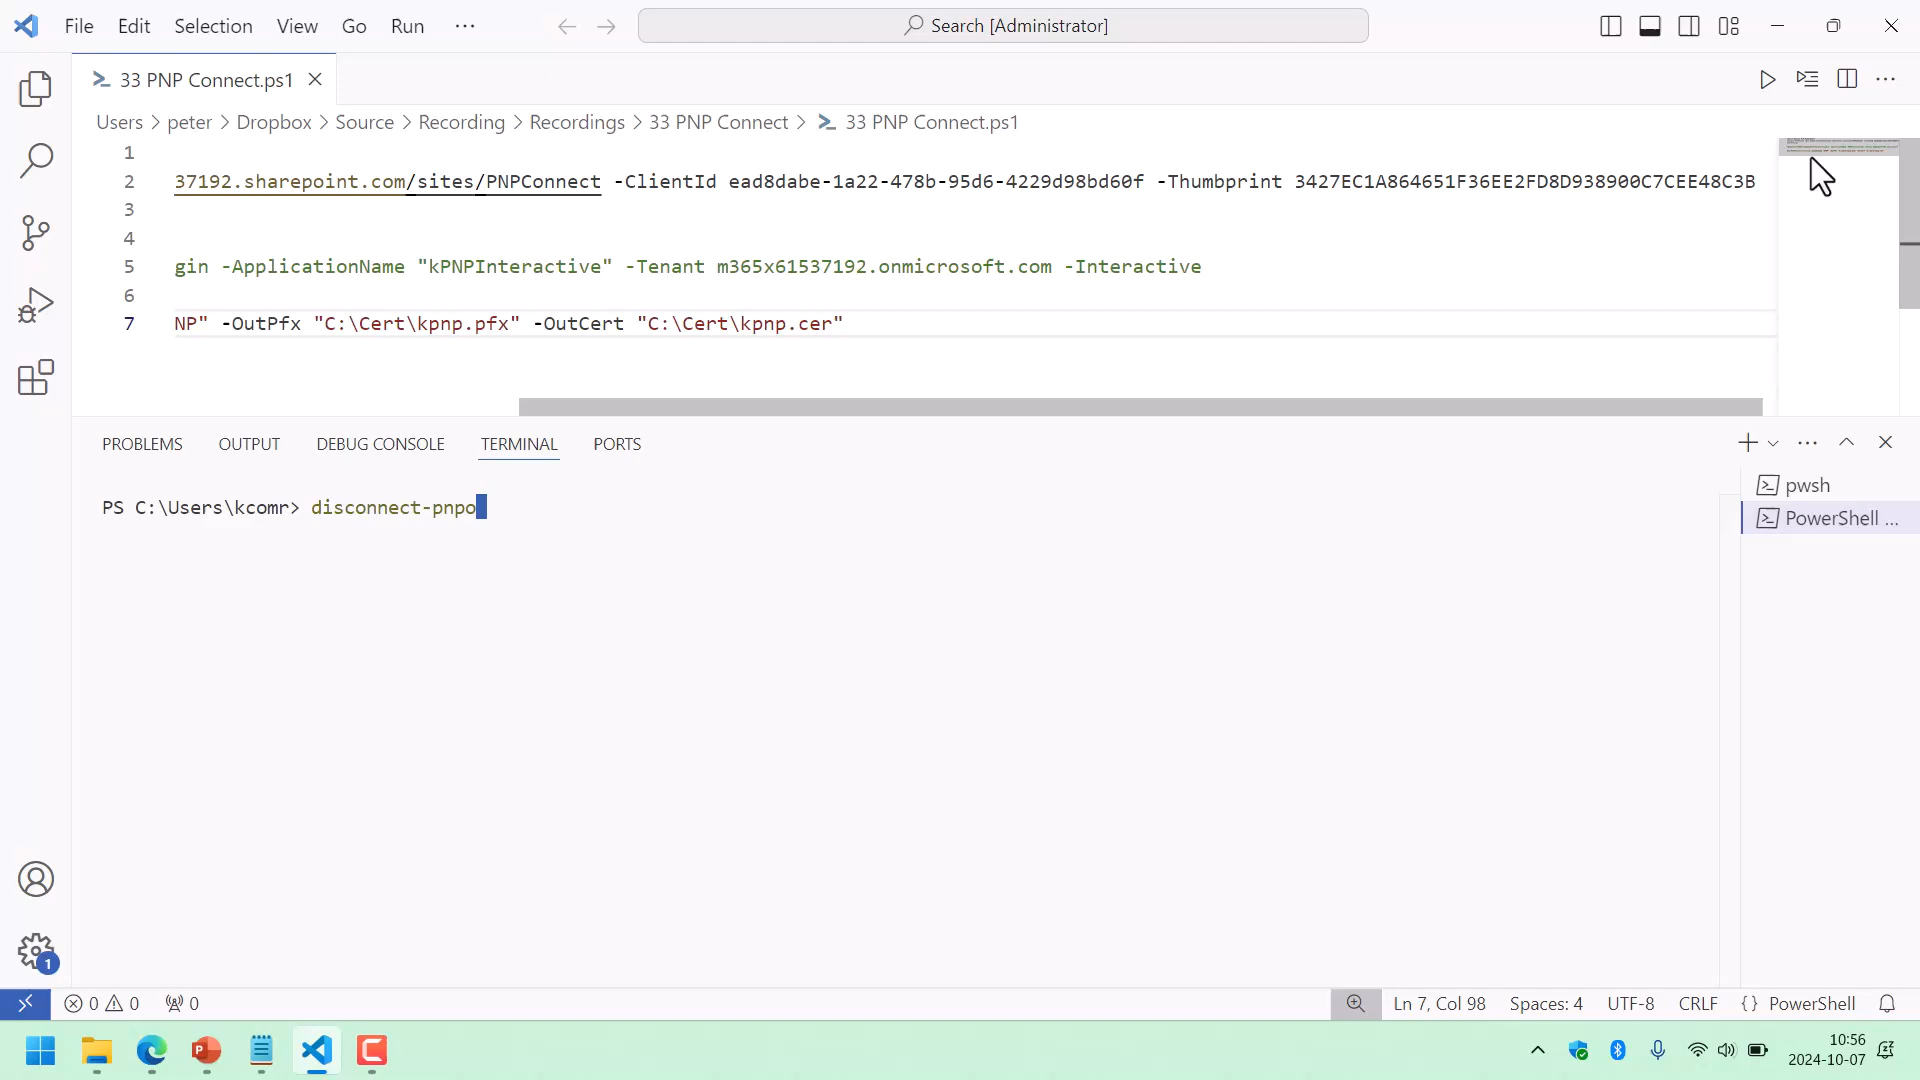 File Edit Selection View Go Run ···
Search [Administrator]
33 PNP Connect.ps1
Users > peter > Dropbox > Source > Recording > Recordings > 33 PNP Connect > 33 PNP Connect.ps1
1
2 37192.sharepoint.com/sites/PNPConnect -ClientId ead8dabe-1a22-478b-95d6-4229d98bd60f -Thumbprint 3427EC1A864651F36EE2FD8D938900C7CEE48C3B
3
4
5 gin -ApplicationName "kPNPInteractive" -Tenant m365x61537192.onmicrosoft.com -Interactive
6
7 NP" -OutPfx "C:\Cert\kpnp.pfx" -OutCert "C:\Cert\kpnp.cer"
PROBLEMS OUTPUT DEBUG CONSOLE TERMINAL PORTS
pwsh
PowerShell ...
PS C:\Users\kcomr> disconnect-pnpo
1
0 0 0
Ln 7, Col 98 Spaces: 4 UTF-8 CRLF {} PowerShell
10:56
2024-10-07